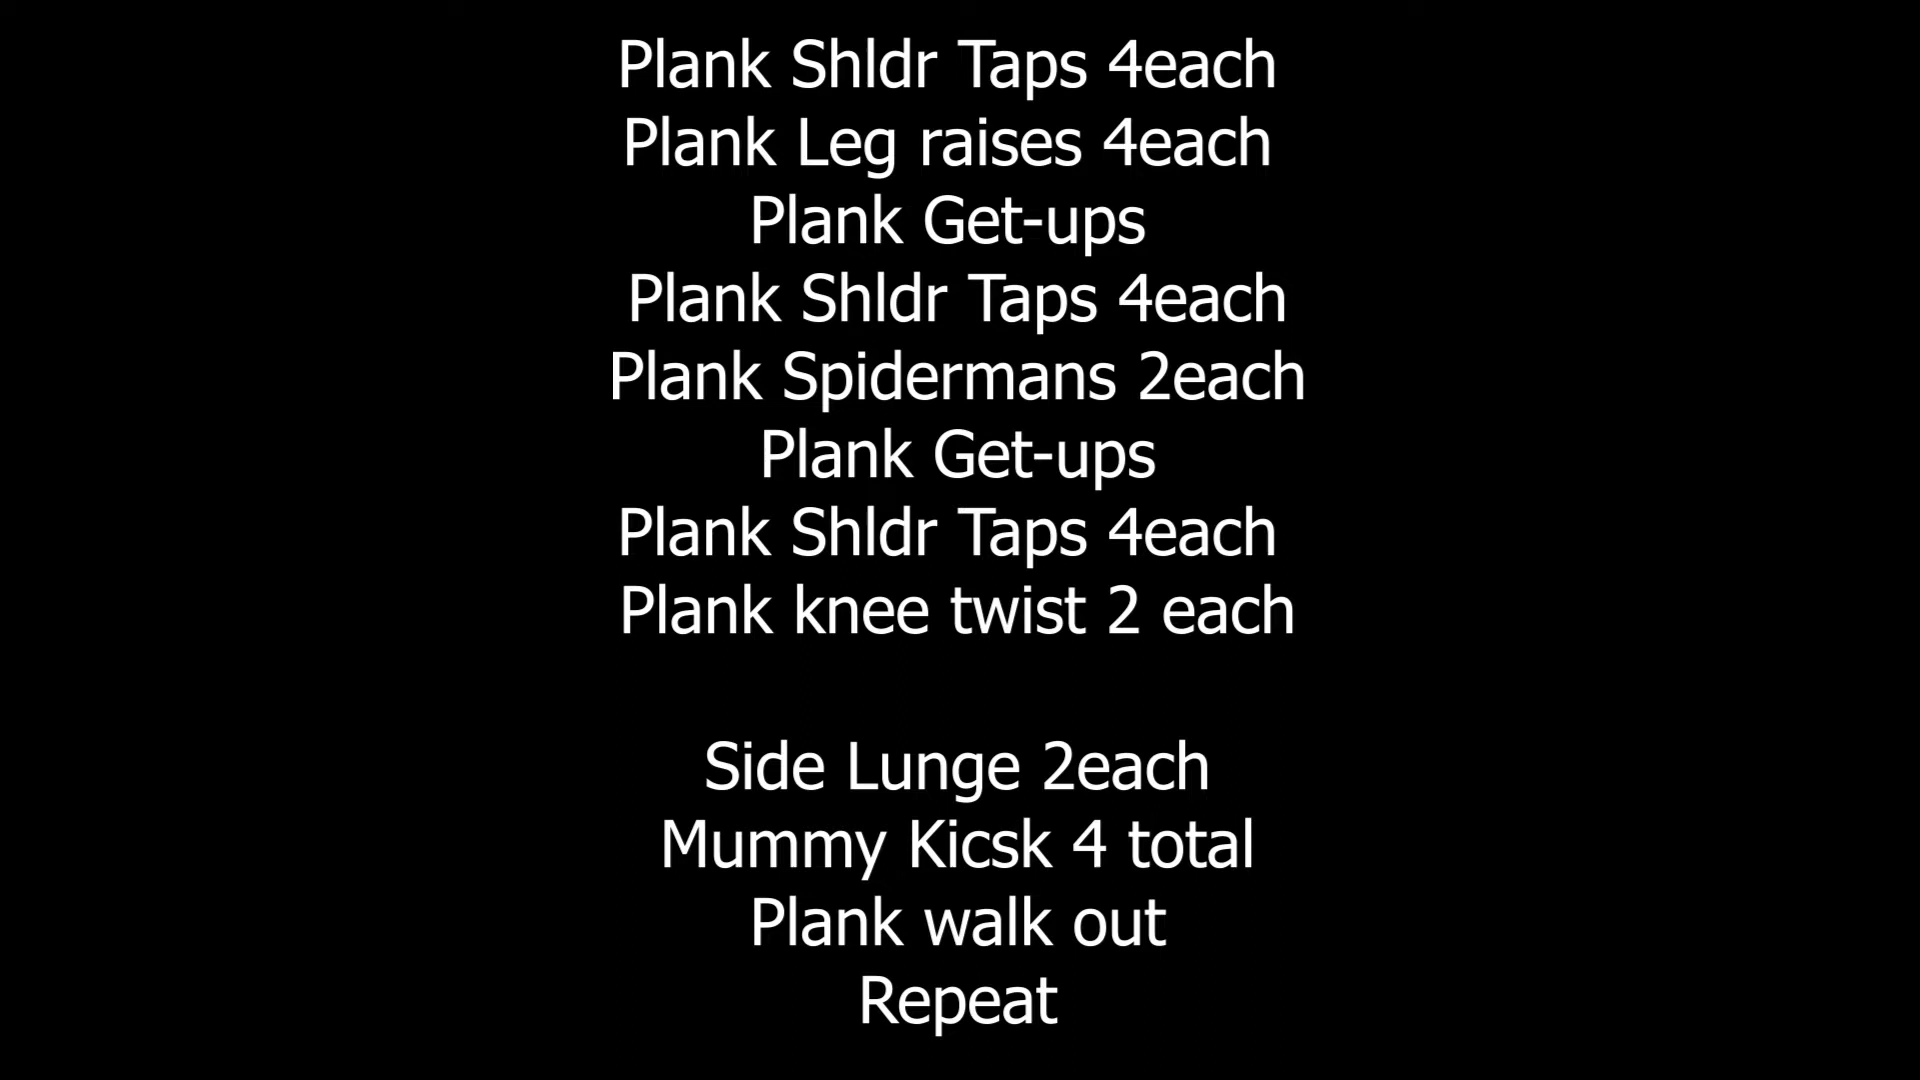 Plank Shldr Taps 4each
Plank Leg raises 4each
Plank Get-ups
Plank Shldr Taps 4each
Plank Spidermans 2each
Plank Get-ups
Plank Shldr Taps 4each
Plank knee twist 2 each
Side Lunge 2each
Mummy Kicsk 4 total
Plank walk out
Repeat